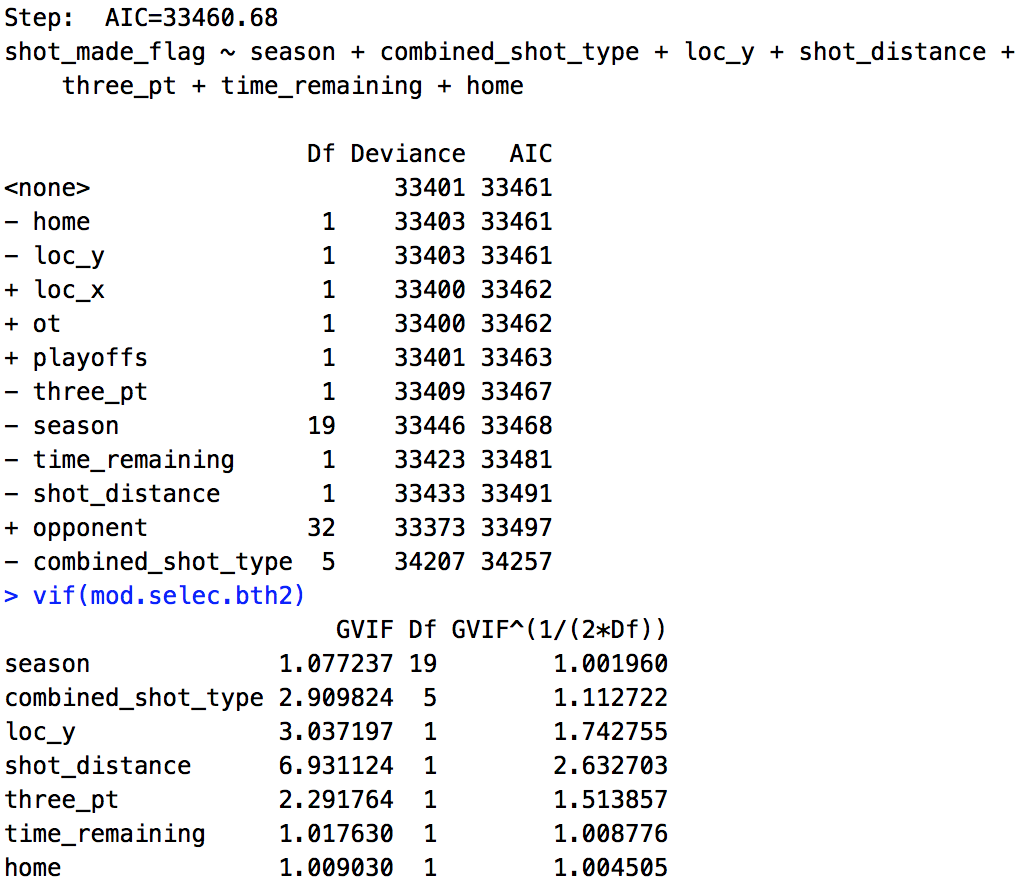 Step:  AIC=33460.68
shot_made_flag ~ season + combined_shot_type + loc_y + shot_distance +
    three_pt + time_remaining + home
                     Df Deviance   AIC
<none>                     33401 33461
− home                1    33403 33461
− loc_y               1    33403 33461
+ loc_x               1    33400 33462
+ ot                  1    33400 33462
+ playoffs            1    33401 33463
− three_pt            1    33409 33467
− season             19    33446 33468
− time_remaining      1    33423 33481
− shot_distance       1    33433 33491
+ opponent           32    33373 33497
− combined_shot_type  5    34207 34257
> vif(mod.selec.bth2)
                       GVIF Df GVIF^(1/(2*Df))
season             1.077237 19        1.001960
combined_shot_type 2.909824  5        1.112722
loc_y              3.037197  1        1.742755
shot_distance      6.931124  1        2.632703
three_pt           2.291764  1        1.513857
time_remaining     1.017630  1        1.008776
home               1.009030  1        1.004505